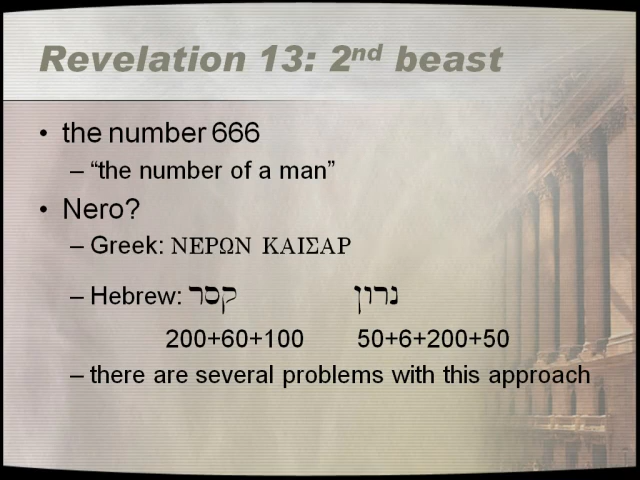 Revelation 13: 2nd beast
• the number 666
– “the number of a man”
• Nero?
– Greek: ΝΕΡΩΝ ΚΑΙΣΑΡ
– Hebrew: קסר נרון
200+60+100 50+6+200+50
– there are several problems with this approach